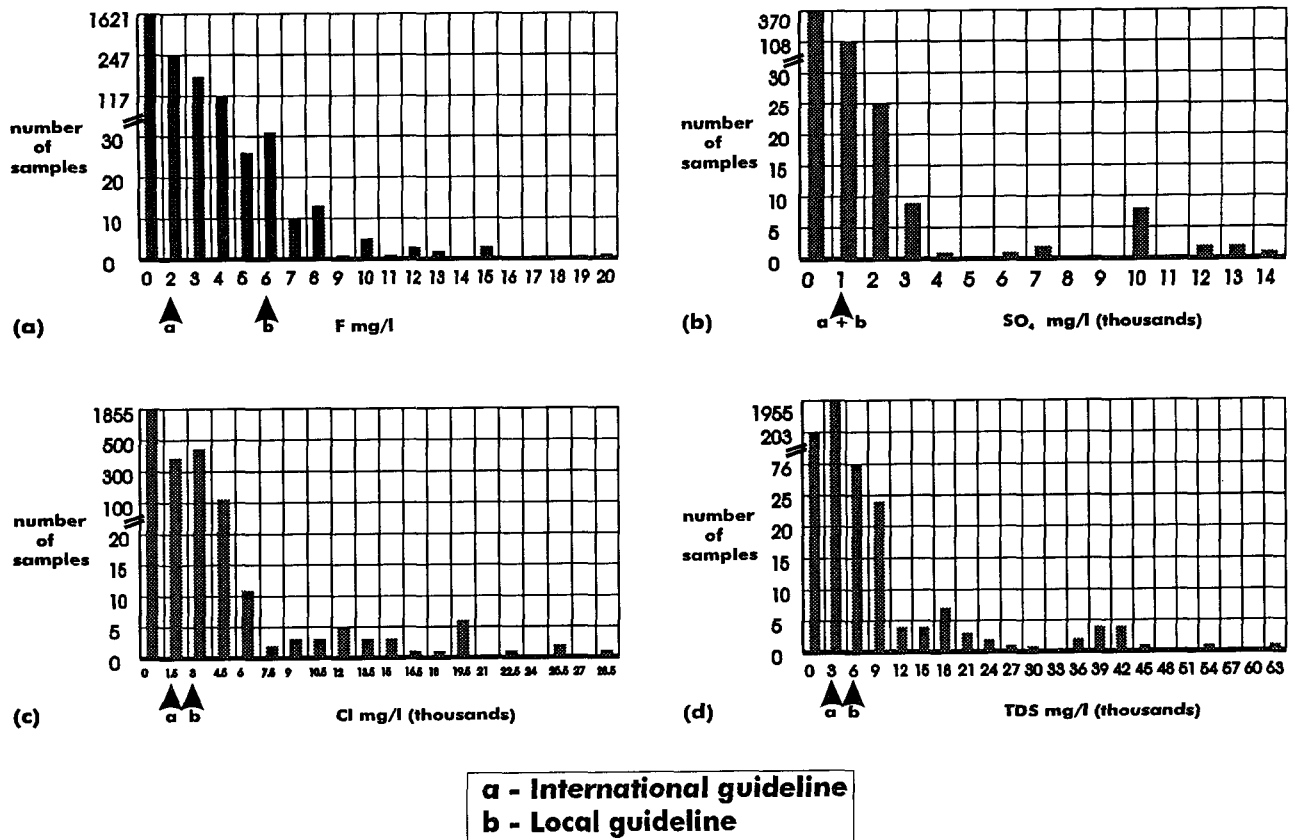 1621
247
117
number
of
samples
30
20
10
0
0 2 3 4 5 6 7 8 9 10 11 12 13 14 15 16 17 18 19 20
a b F mg/l
(a)
370
108
30
number
of
samples
25
20
15
10
5
0
0 1 2 3 4 5 6 7 8 9 10 11 12 13 14
a + b SO₄ mg/l (thousands)
(b)
1855
500
300
100
number
of
samples
20
15
10
5
0
0 1.5 3 4.5 6 7.5 9 10.5 12 13.5 15 18 19.5 21 22.5 24 27 28.5
a b Cl mg/l (thousands)
(c)
1955
203
76
25
number
of
samples
20
15
10
5
0
0 3 6 9 12 15 18 21 24 27 30 33 36 39 42 45 48 51 54 57 60 63
a b TDS mg/l (thousands)
(d)
a - International guideline
b - Local guideline